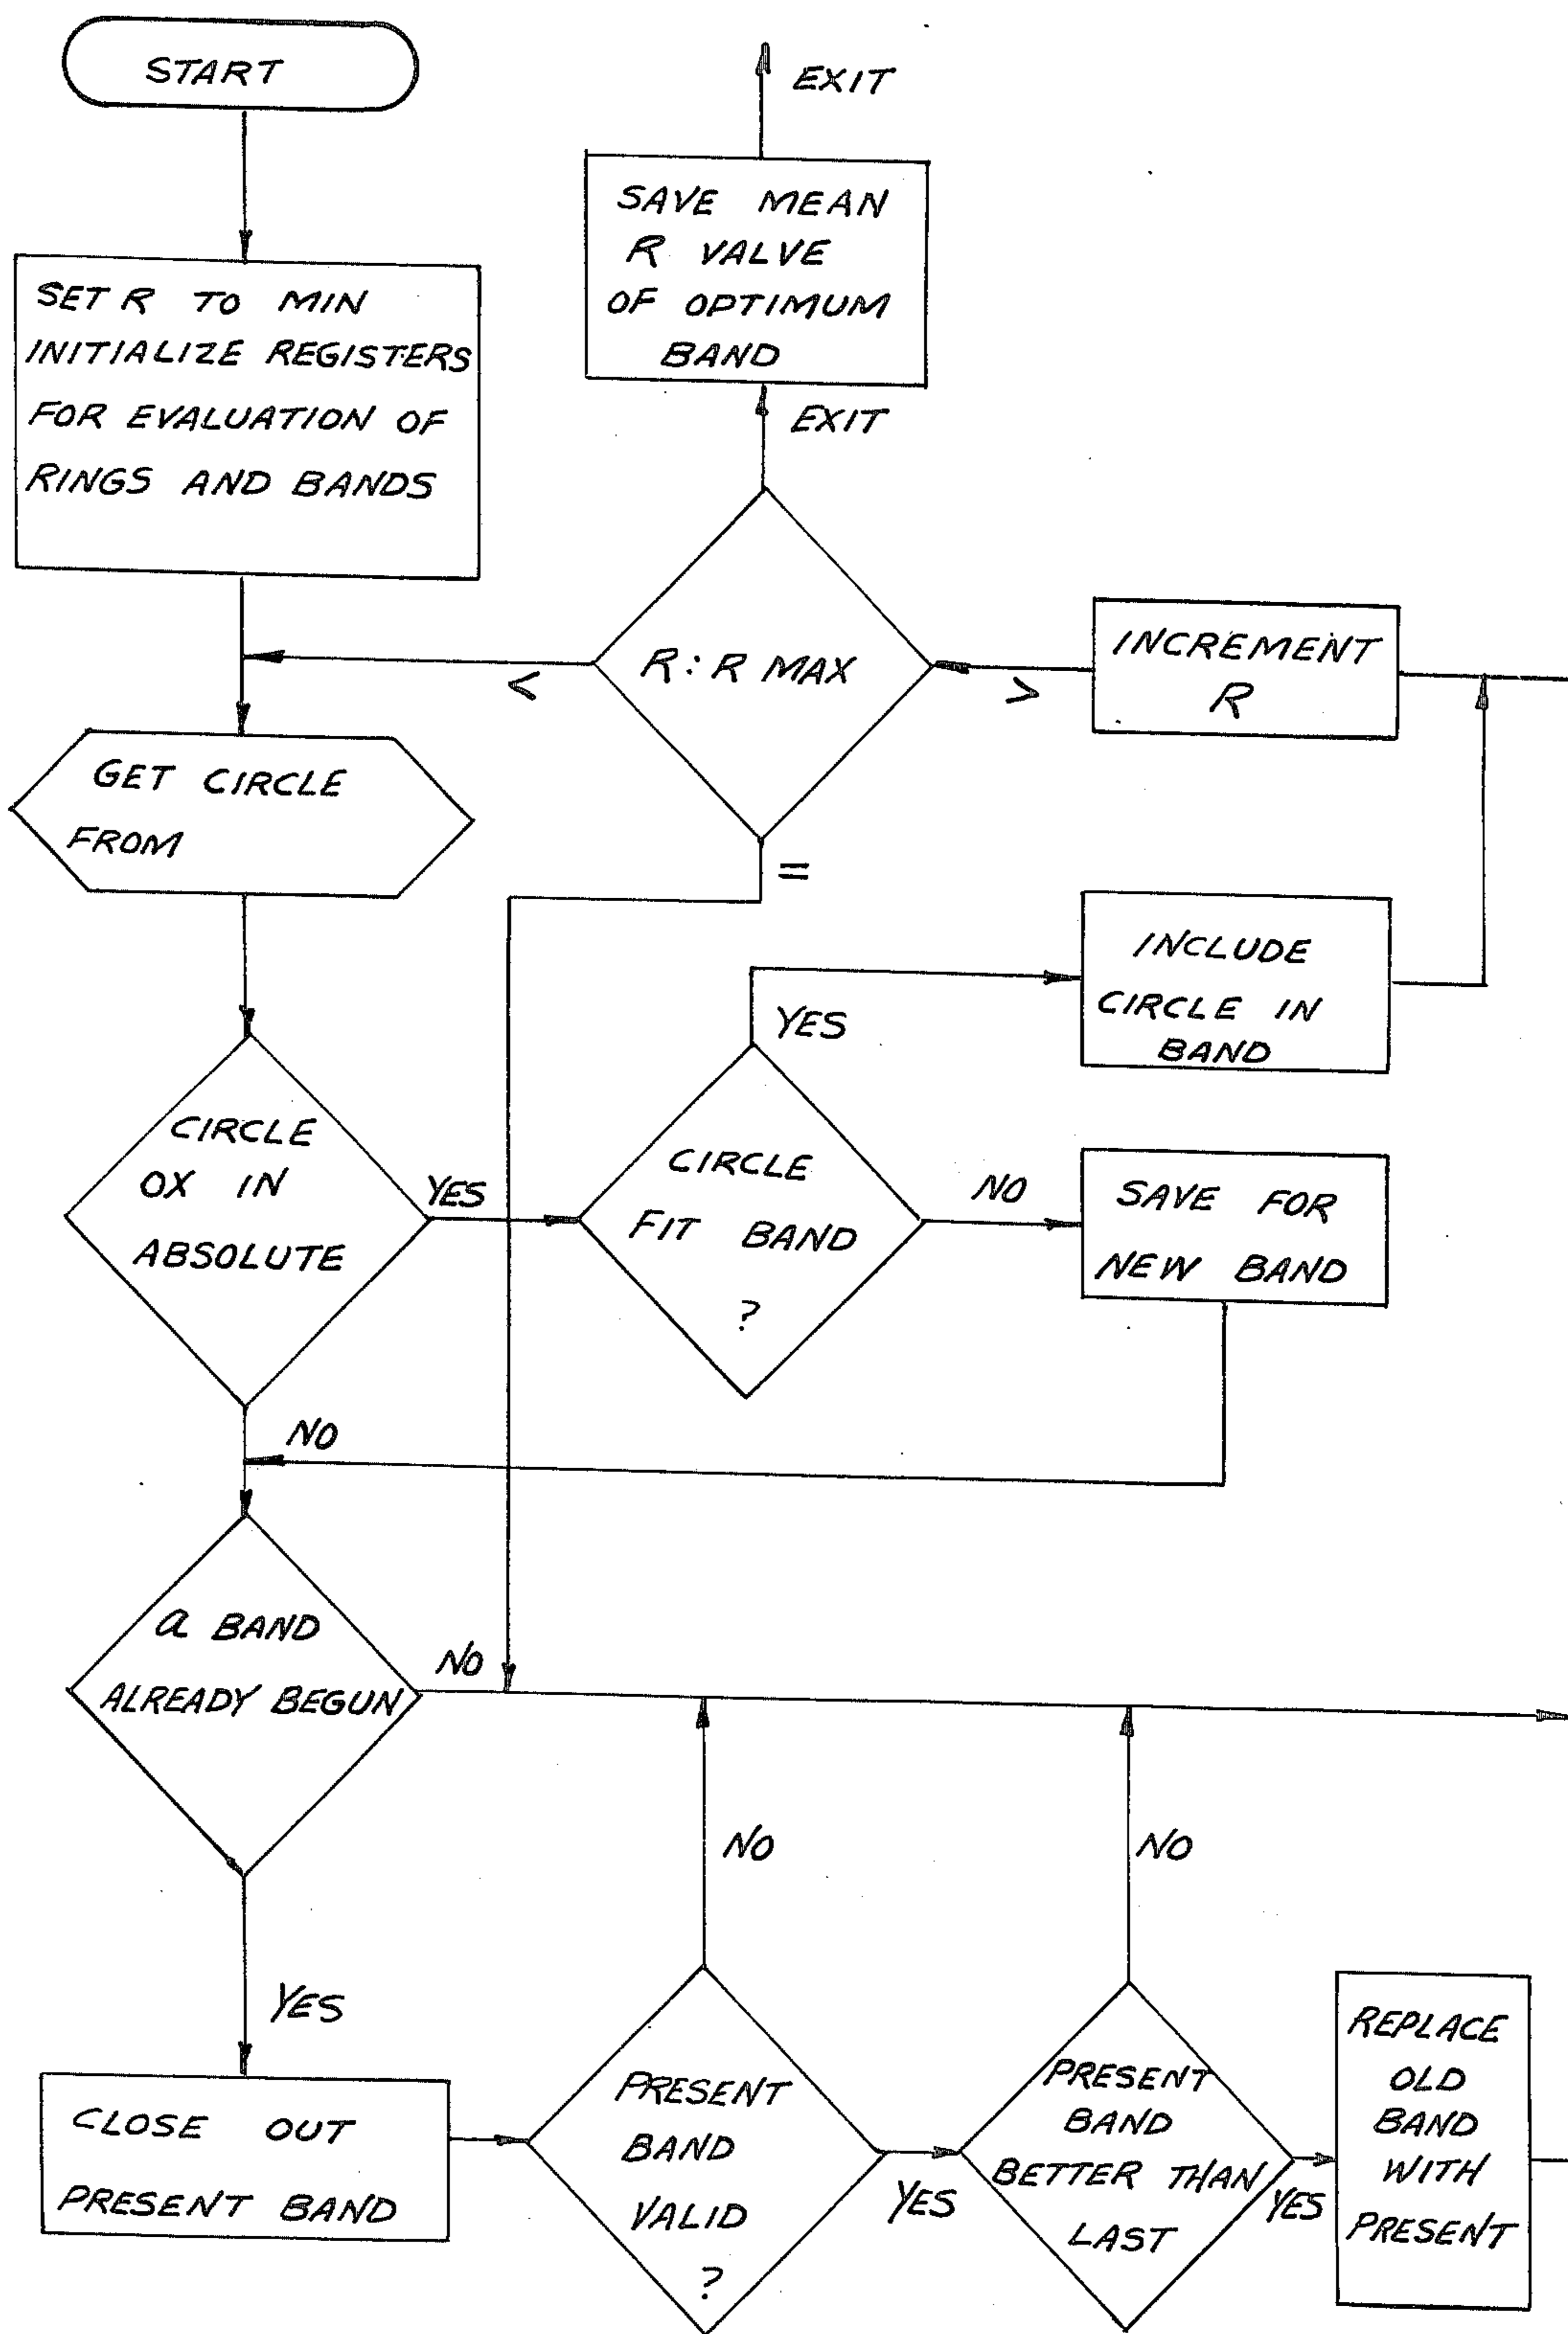 START
EXIT
SAVE MEAN
R VALVE
OF OPTIMUM
BAND
SET R TO MIN
INITIALIZE REGISTERS
FOR EVALUATION OF
RINGS AND BANDS
EXIT
R : R MAX
<
>
=
INCREMENT
R
GET CIRCLE
FROM
INCLUDE
CIRCLE IN
BAND
YES
CIRCLE
OX IN
ABSOLUTE
YES
CIRCLE
FIT BAND
?
NO
SAVE FOR
NEW BAND
NO
a BAND
ALREADY BEGUN
NO
NO
NO
YES
CLOSE OUT
PRESENT BAND
PRESENT
BAND
VALID
?
YES
PRESENT
BAND
BETTER THAN
LAST
YES
REPLACE
OLD
BAND
WITH
PRESENT